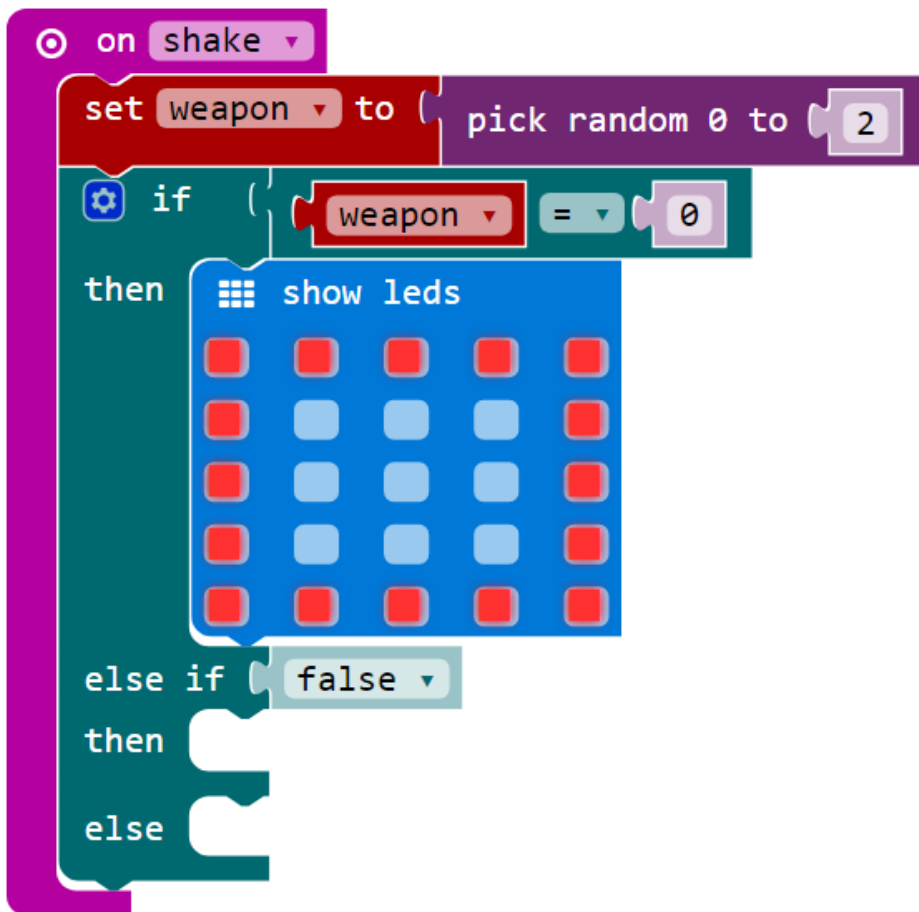 on shake
set weapon to pick random 0 to 2
if weapon = 0
then show leds
else if false
then
else